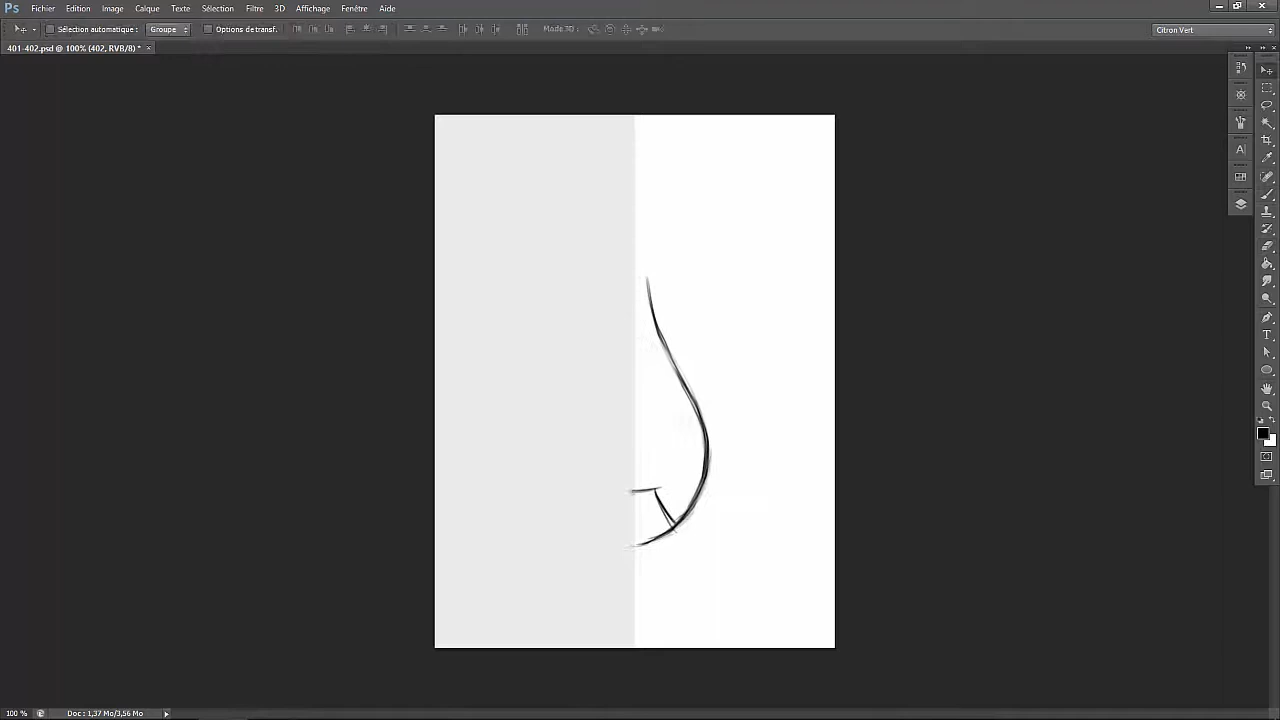 Ps Fichier Edition Image Calque Texte Sélection Filtre 3D Affichage Fenêtre Aide
Sélection automatique : Groupe Options de transf. Mode 3D : Citron Vert
401-402.psd @ 100% (402, RVB/8) * ×
A
T
100 % Doc : 1,37 Mo/3,56 Mo